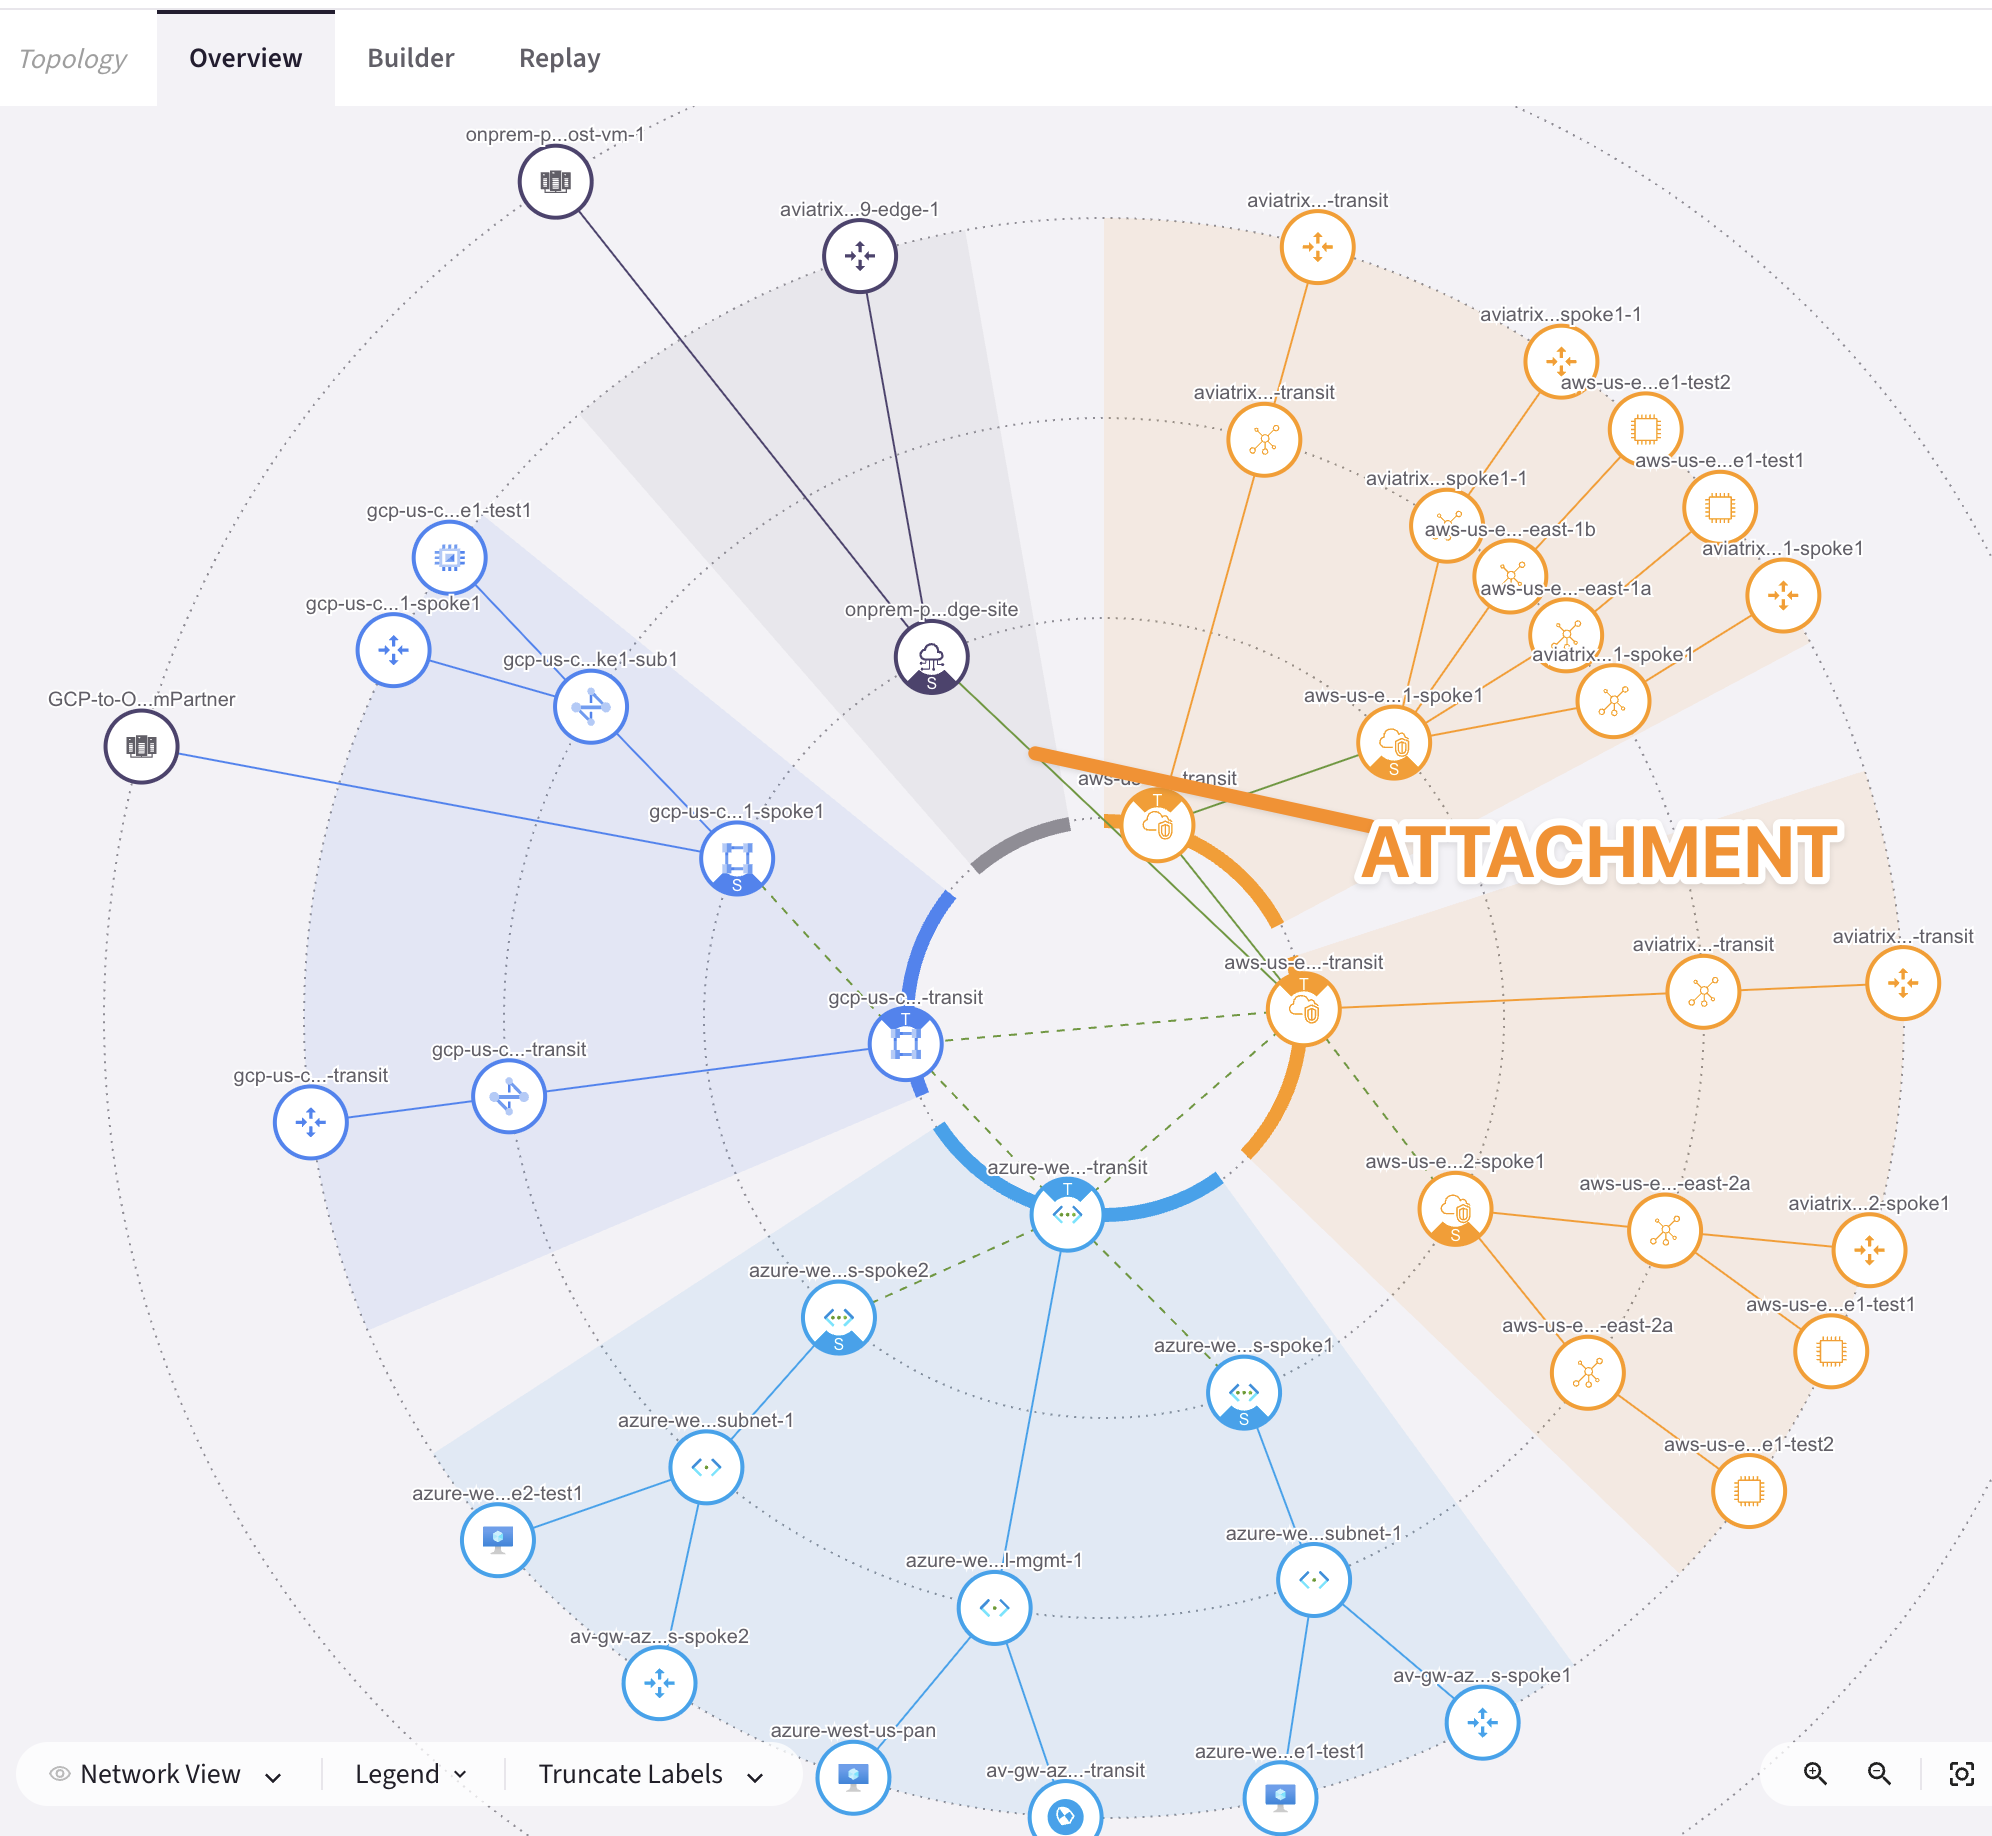 Topology Overview Builder Replay
onprem-p...ost-vm-1
aviatrix...9-edge-1
aviatrix...-transit
aviatrix...spoke1-1
aws-us-e...e1-test2
aviatrix...-transit
aws-us-e...e1-test1
aviatrix...spoke1-1
gcp-us-c...e1-test1
aws-us-e...-east-1b
aviatrix...1-spoke1
aws-us-e...-east-1a
gcp-us-c...1-spoke1
onprem-p...dge-site
S
gcp-us-c...ke1-sub1
aviatrix...1-spoke1
GCP-to-O...mPartner
aws-us-e...1-spoke1
S
transit
T
gcp-us-c...1-spoke1
S
ATTACHMENT
aviatrix...-transit
aviatrix...-transit
aws-us-e...-transit
T
gcp-us-c...-transit
T
gcp-us-c...-transit
gcp-us-c...-transit
azure-we...-transit
T
aws-us-e...2-spoke1
S
aws-us-e...-east-2a
aviatrix...2-spoke1
azure-we...s-spoke2
S
aws-us-e...e1-test1
aws-us-e...-east-2a
azure-we...s-spoke1
S
azure-we...subnet-1
aws-us-e...e1-test2
azure-we...e2-test1
azure-we...subnet-1
azure-we...l-mgmt-1
av-gw-az...s-spoke2
av-gw-az...s-spoke1
azure-west-us-pan
azure-we...e1-test1
av-gw-az...-transit
Network View Legend Truncate Labels